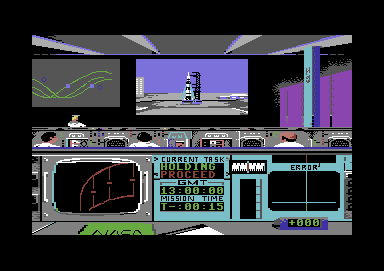 CURRENT TASK:
HOLDING
PROCEED
GMT
13:00:00
MISSION TIME
T-:00:15
ERROR
+000
NASA